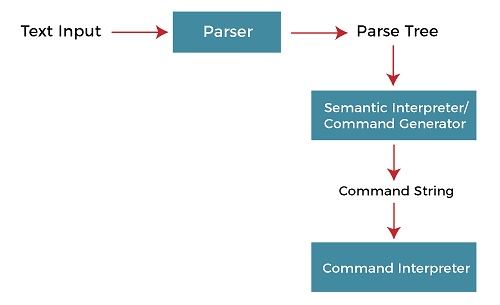 Text Input
Parser
Parse Tree
Semantic Interpreter/
Command Generator
Command String
Command Interpreter